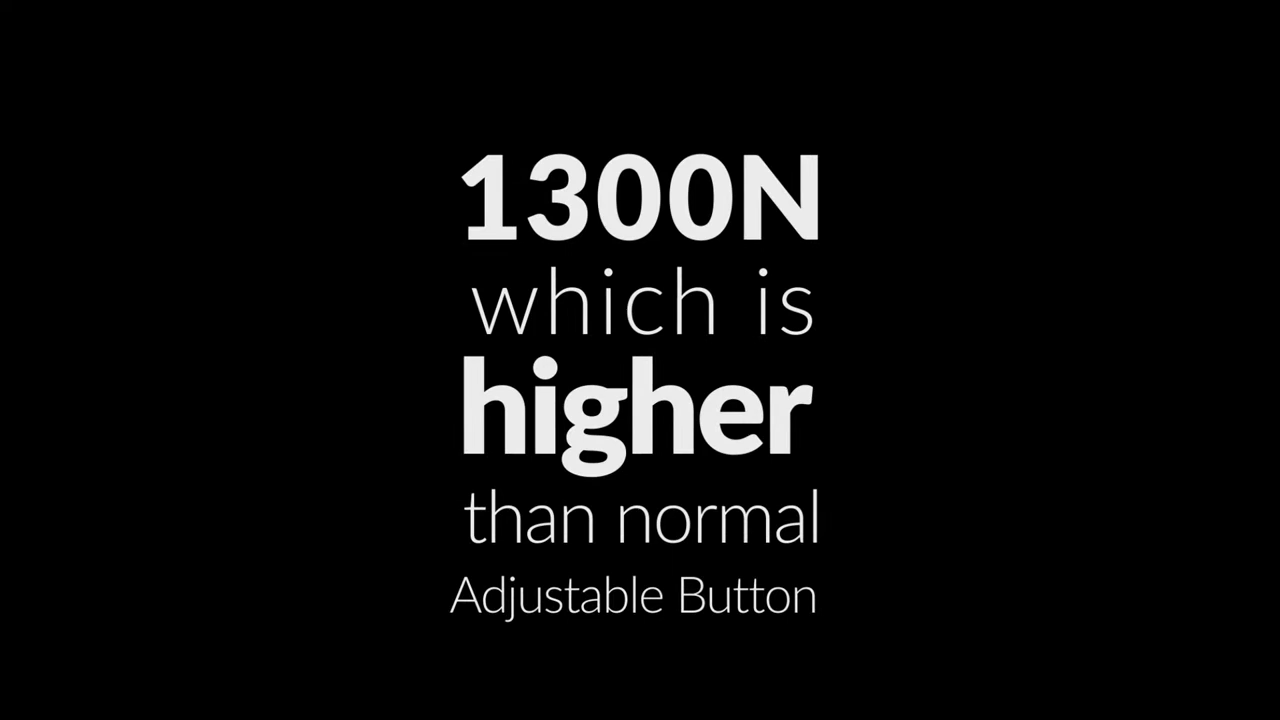 1300N
which is
higher
than normal
Adjustable Button